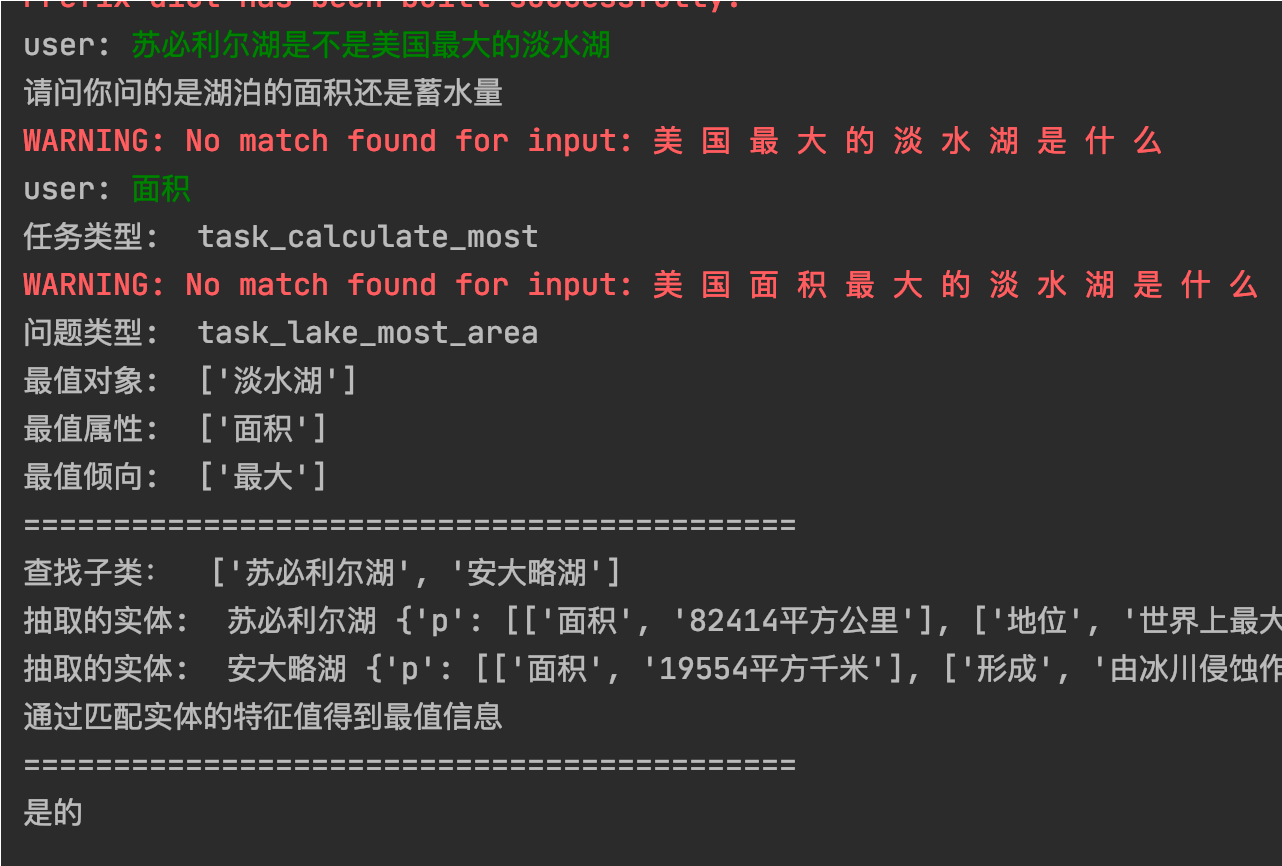 Prefix dict has been built successfully.
user: 苏必利尔湖是不是美国最大的淡水湖
请问你问的是湖泊的面积还是蓄水量
WARNING: No match found for input: 美 国 最 大 的 淡 水 湖 是 什 么
user: 面积
任务类型:  task_calculate_most
WARNING: No match found for input: 美 国 面 积 最 大 的 淡 水 湖 是 什 么
问题类型:  task_lake_most_area
最值对象:  ['淡水湖']
最值属性:  ['面积']
最值倾向:  ['最大']
===========================================
查找子类:   ['苏必利尔湖', '安大略湖']
抽取的实体:  苏必利尔湖 {'p': [['面积', '82414平方公里'], ['地位', '世界上最大
抽取的实体:  安大略湖 {'p': [['面积', '19554平方千米'], ['形成', '由冰川侵蚀作
通过匹配实体的特征值得到最值信息
===========================================
是的